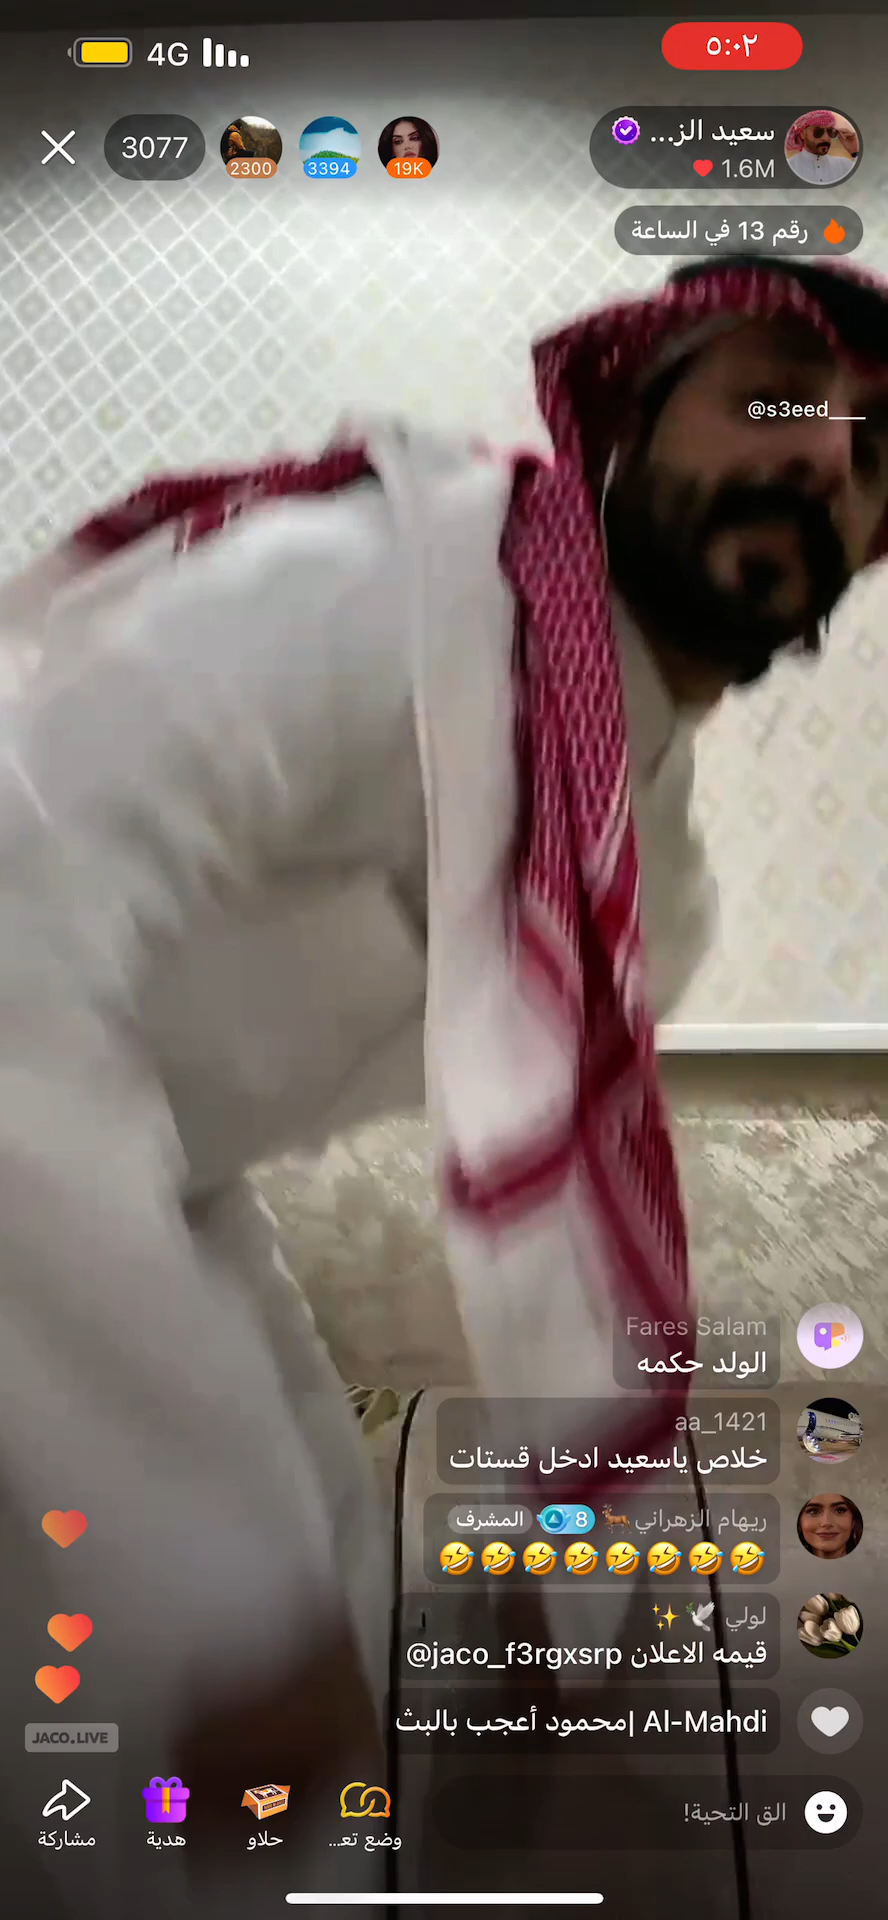 4G
٥:٠٢
3077
2300
3394
19K
سعيد الز...
1.6M
رقم 13 في الساعة
@s3eed___
Fares Salam
الولد حكمه
aa_1421
خلاص ياسعيد ادخل قستات
ريهام الزهراني🦌 8 المشرف
🤣🤣🤣🤣🤣🤣🤣🤣
لولي 🕊️✨
قيمه الاعلان @jaco_f3rgxsrp
Al-Mahdi |محمود أعجب بالبث
JACO.LIVE
الق التحية!
وضع تعـ...
حلاو
هدية
مشاركة